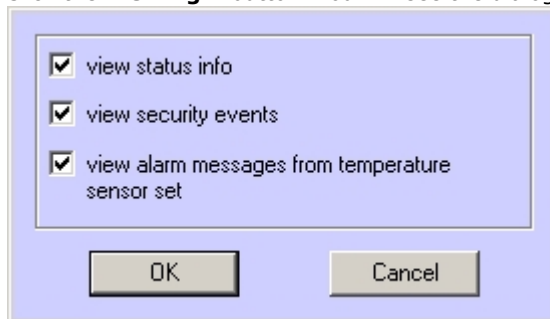 view status info
view security events
view alarm messages from temperature
sensor set
OK
Cancel